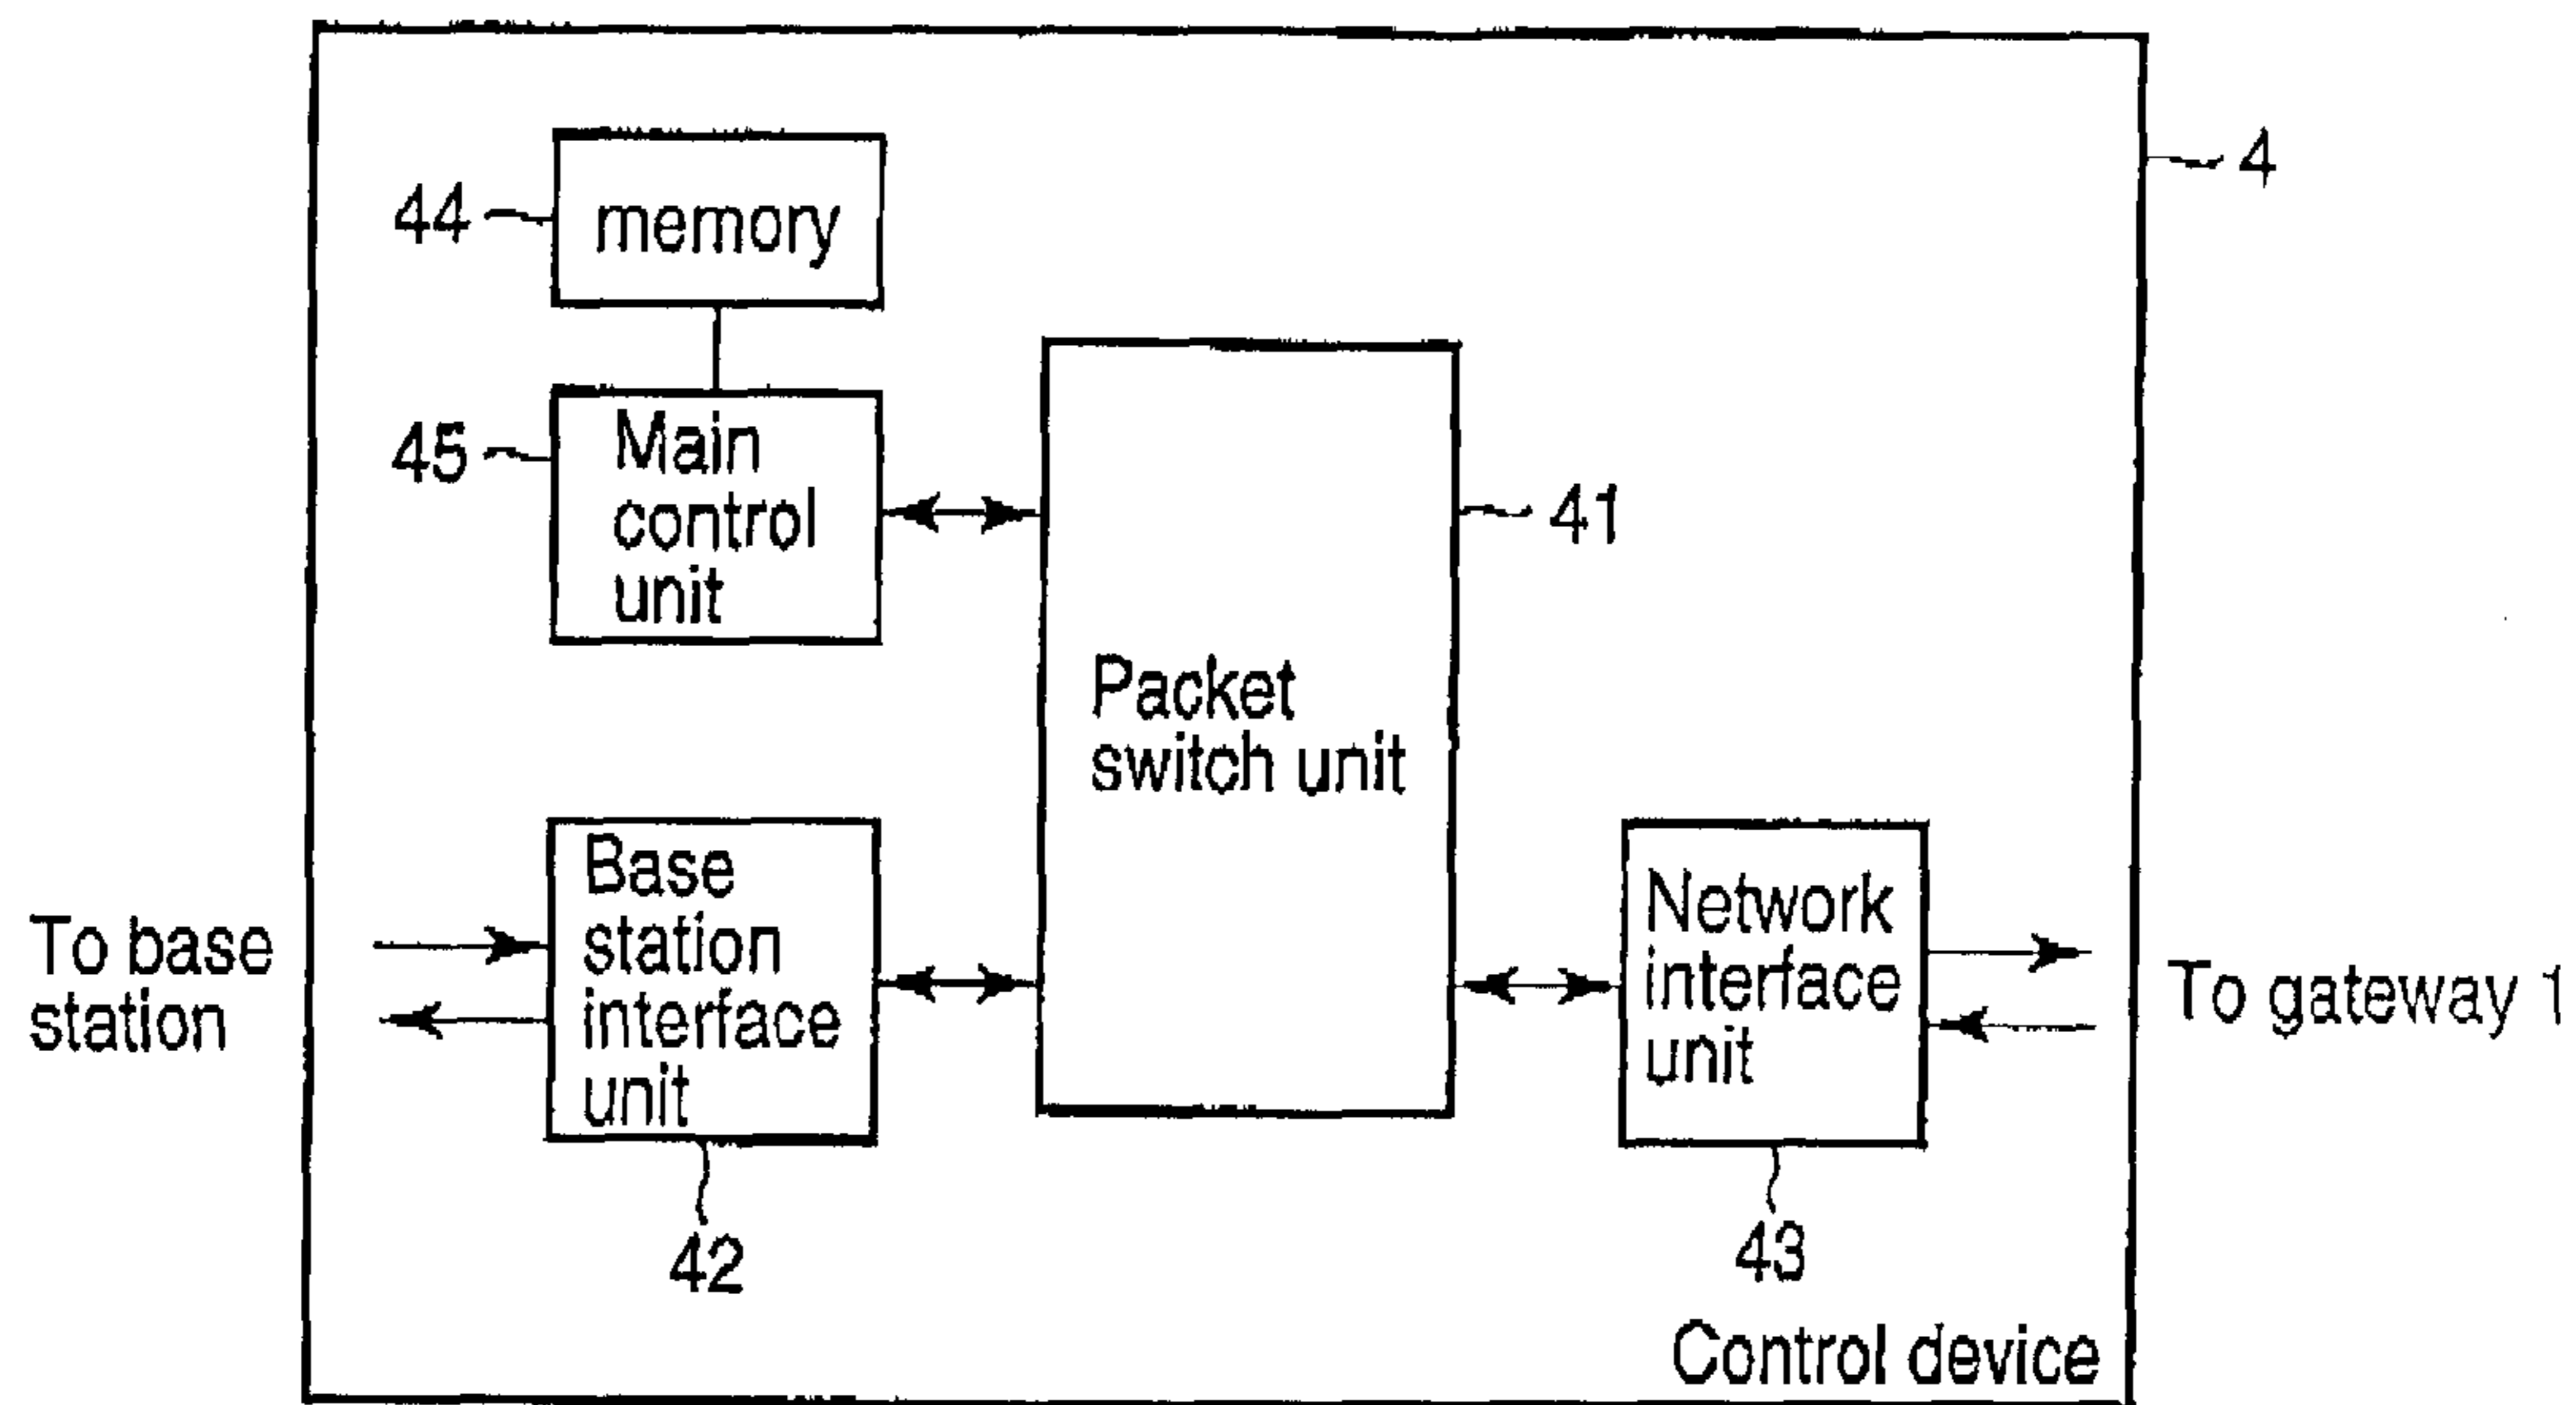 4
44
memory
45
Main
control
unit
41
Packet
switch unit
Base
station
interface
unit
42
Network
interface
unit
43
To base
station
To gateway 1
Control device